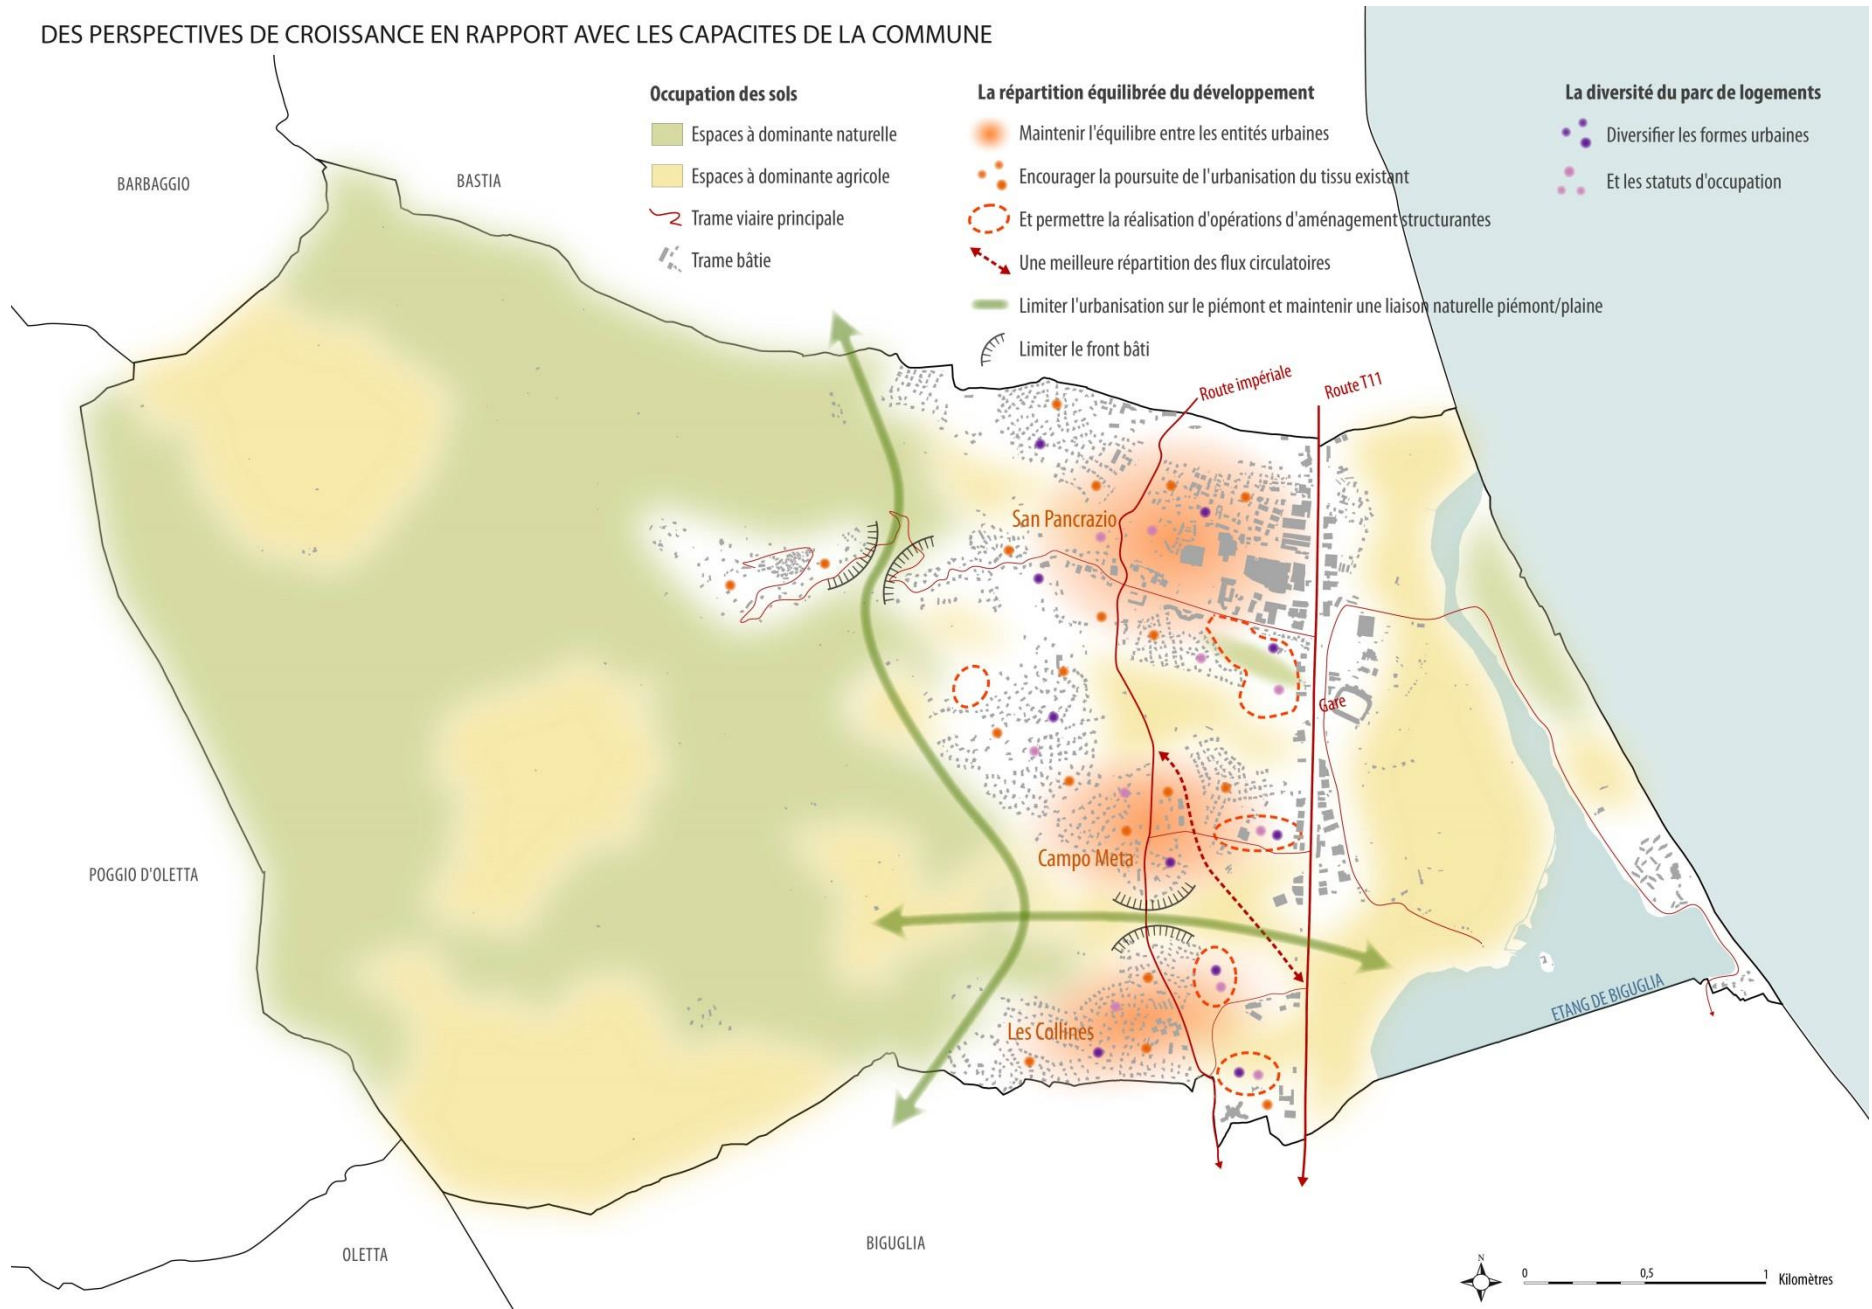 DES PERSPECTIVES DE CROISSANCE EN RAPPORT AVEC LES CAPACITES DE LA COMMUNE
Occupation des sols
Espaces à dominante naturelle
Espaces à dominante agricole
Trame viaire principale
Trame bâtie
La répartition équilibrée du développement
Maintenir l'équilibre entre les entités urbaines
Encourager la poursuite de l'urbanisation du tissu existant
Et permettre la réalisation d'opérations d'aménagement structurantes
Une meilleure répartition des flux circulatoires
Limiter l'urbanisation sur le piémont et maintenir une liaison naturelle piémont/plaine
Limiter le front bâti
La diversité du parc de logements
Diversifier les formes urbaines
Et les statuts d'occupation
BARBAGGIO
BASTIA
Route impériale
Route T11
San Pancrazio
Gare
Campo Meta
POGGIO D'OLETTA
Les Collines
ETANG DE BIGUGLIA
OLETTA
BIGUGLIA
N
0 0,5 1 Kilomètres